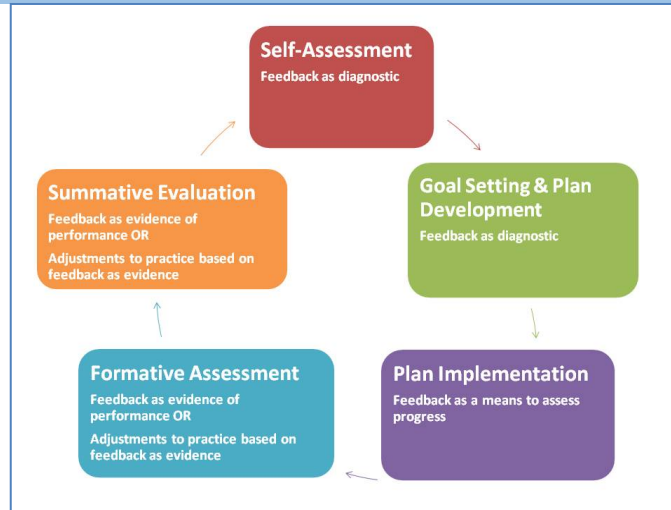 Self-Assessment
Feedback as diagnostic
Goal Setting & Plan
Development
Feedback as diagnostic
Plan Implementation
Feedback as a means to assess
progress
Formative Assessment
Feedback as evidence of
performance OR
Adjustments to practice based on
feedback as evidence
Summative Evaluation
Feedback as evidence of
performance OR
Adjustments to practice based on
feedback as evidence